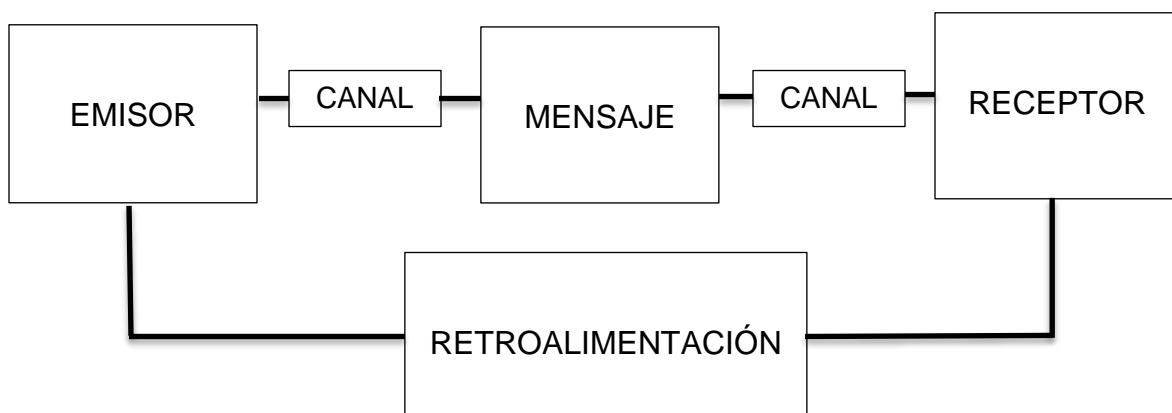 EMISOR
CANAL
MENSAJE
CANAL
RECEPTOR
RETROALIMENTACIÓN